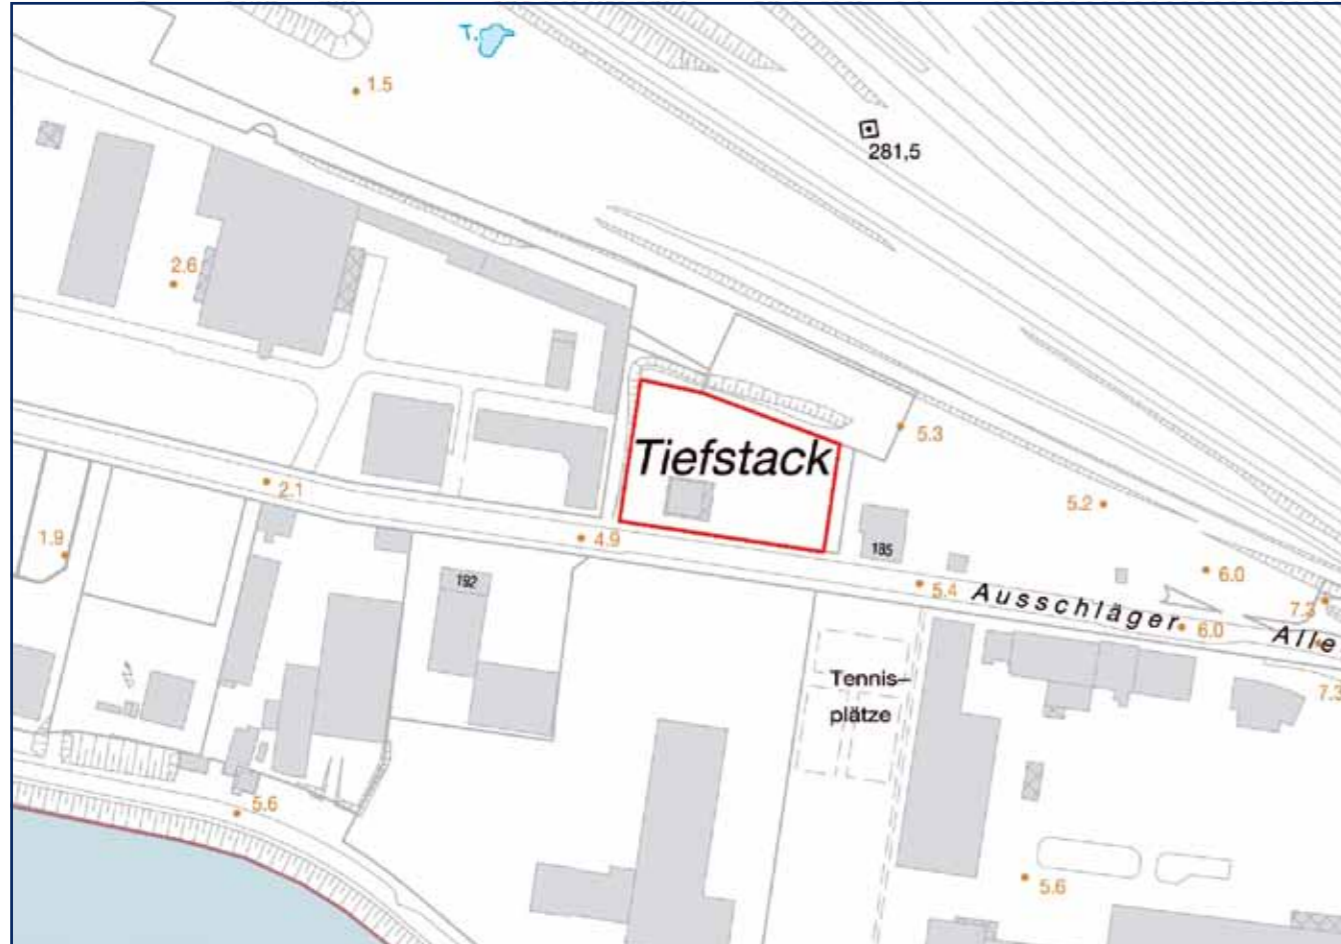 T.
1.5
281,5
2.6
Tiefstack
5.3
2.1
5.2
1.9
4.9
185
192
5.4
Ausschläger
6.0
6.0
Alle
7.3
Tennis–
plätze
7.3
5.6
5.6